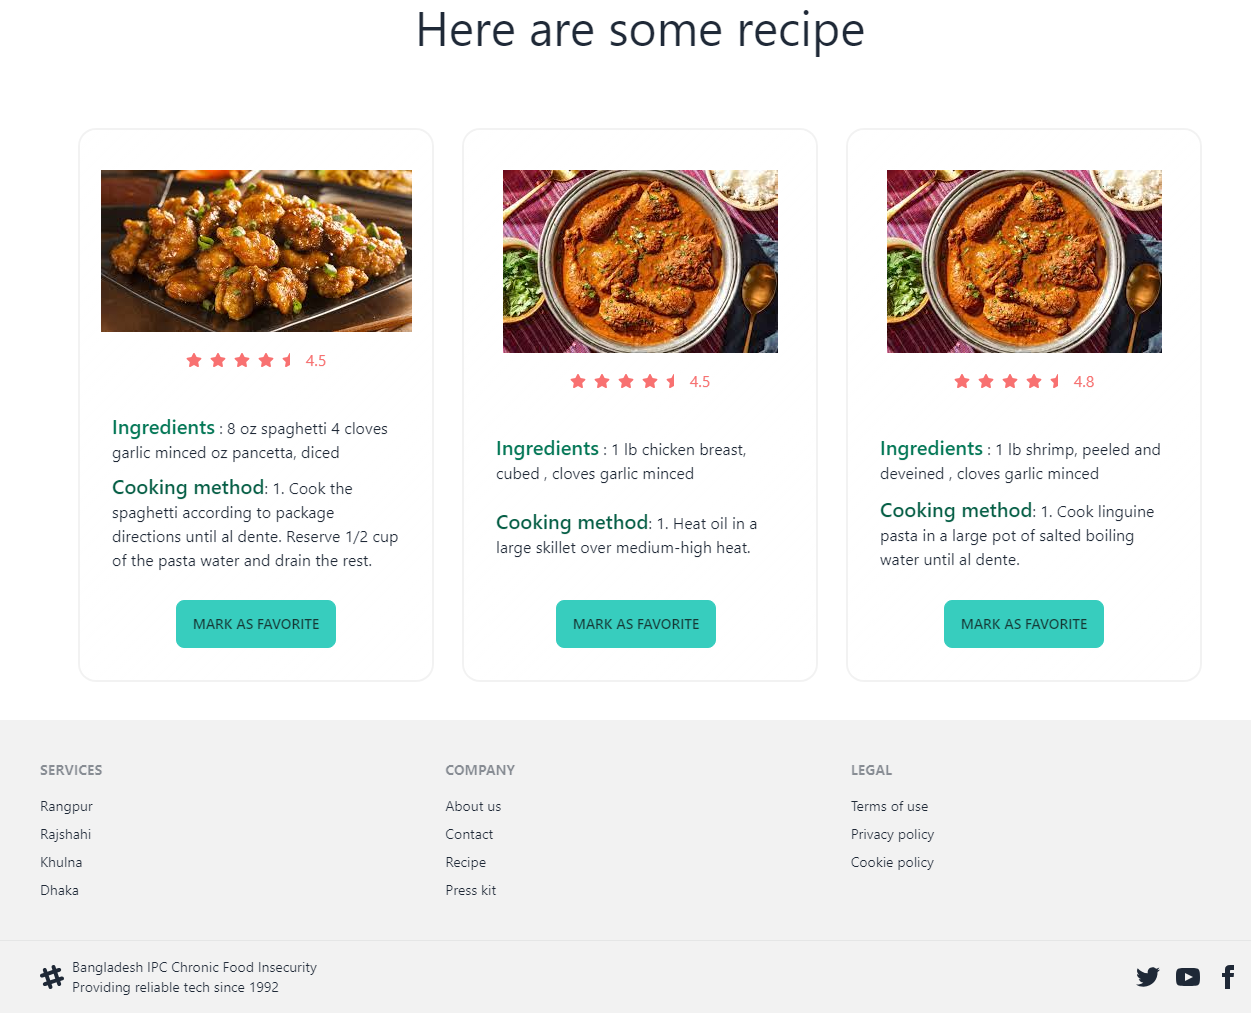 Here are some recipe
4.5
Ingredients : 8 oz spaghetti 4 cloves
garlic minced oz pancetta, diced
Cooking method: 1. Cook the
spaghetti according to package
directions until al dente. Reserve 1/2 cup
of the pasta water and drain the rest.
MARK AS FAVORITE
4.5
Ingredients : 1 lb chicken breast,
cubed , cloves garlic minced
Cooking method: 1. Heat oil in a
large skillet over medium-high heat.
MARK AS FAVORITE
4.8
Ingredients : 1 lb shrimp, peeled and
deveined , cloves garlic minced
Cooking method: 1. Cook linguine
pasta in a large pot of salted boiling
water until al dente.
MARK AS FAVORITE
SERVICES
Rangpur
Rajshahi
Khulna
Dhaka
COMPANY
About us
Contact
Recipe
Press kit
LEGAL
Terms of use
Privacy policy
Cookie policy
Bangladesh IPC Chronic Food Insecurity
Providing reliable tech since 1992